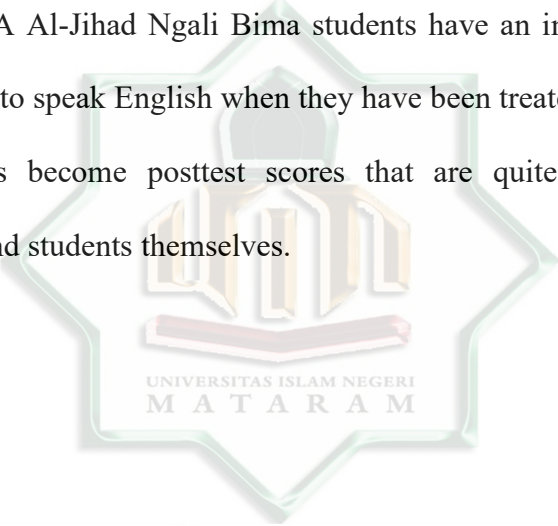 A Al-Jihad Ngali Bima students have an in
to speak English when they have been treate
s become posttest scores that are quite
nd students themselves.
UNIVERSITAS ISLAM NEGERI
MATARAM